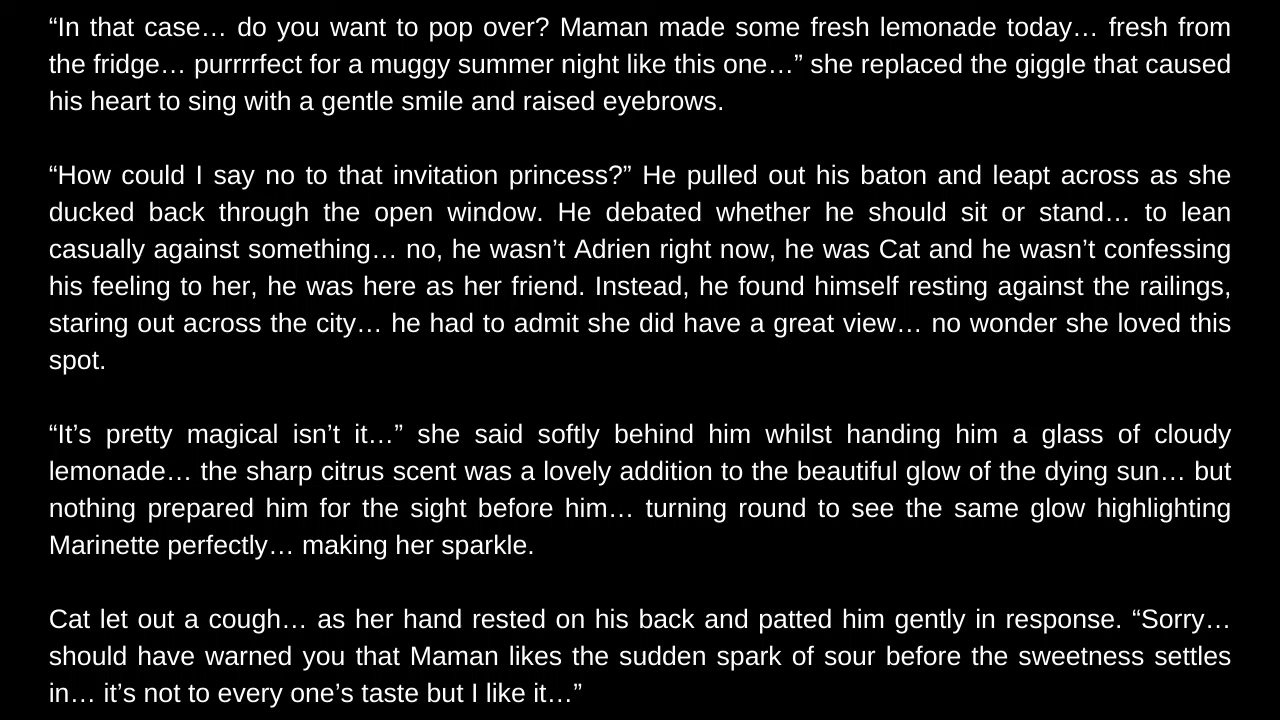 “In that case… do you want to pop over? Maman made some fresh lemonade today… fresh from
the fridge… purrrrfect for a muggy summer night like this one…” she replaced the giggle that caused
his heart to sing with a gentle smile and raised eyebrows.
“How could I say no to that invitation princess?” He pulled out his baton and leapt across as she
ducked back through the open window. He debated whether he should sit or stand… to lean
casually against something… no, he wasn’t Adrien right now, he was Cat and he wasn’t confessing
his feeling to her, he was here as her friend. Instead, he found himself resting against the railings,
staring out across the city… he had to admit she did have a great view… no wonder she loved this
spot.
“It’s pretty magical isn’t it…” she said softly behind him whilst handing him a glass of cloudy
lemonade… the sharp citrus scent was a lovely addition to the beautiful glow of the dying sun… but
nothing prepared him for the sight before him… turning round to see the same glow highlighting
Marinette perfectly… making her sparkle.
Cat let out a cough… as her hand rested on his back and patted him gently in response. “Sorry…
should have warned you that Maman likes the sudden spark of sour before the sweetness settles
in… it’s not to every one’s taste but I like it…”